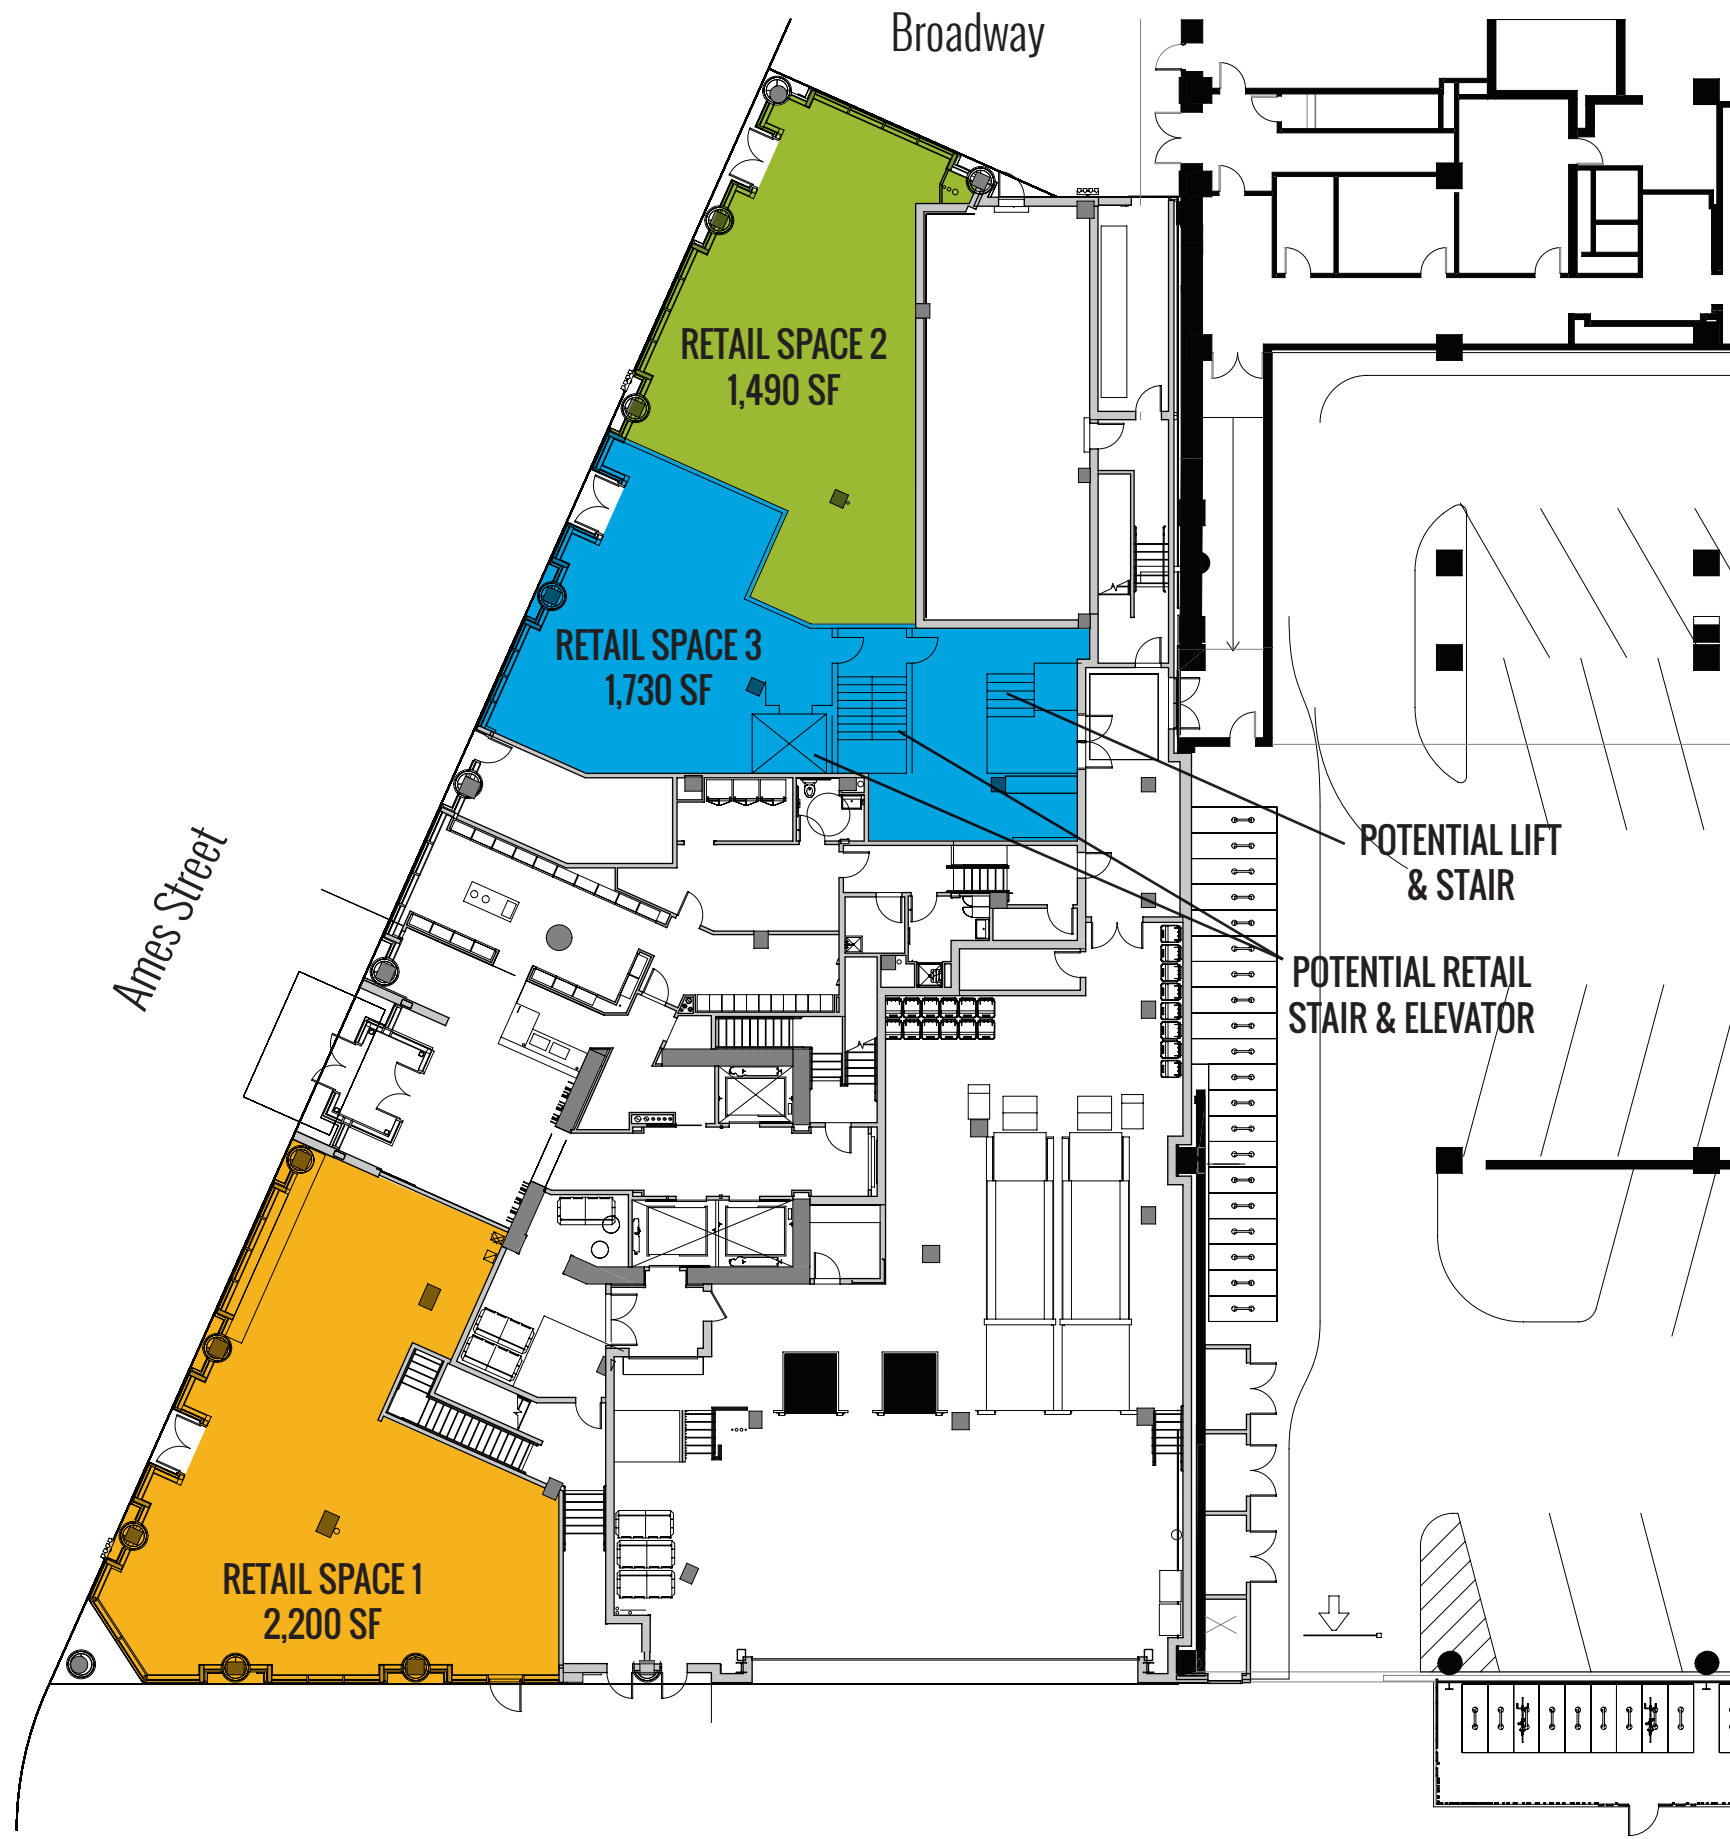 Broadway
RETAIL SPACE 2
1,490 SF
RETAIL SPACE 3
1,730 SF
POTENTIAL LIFT
& STAIR
Ames Street
POTENTIAL RETAIL
STAIR & ELEVATOR
RETAIL SPACE 1
2,200 SF